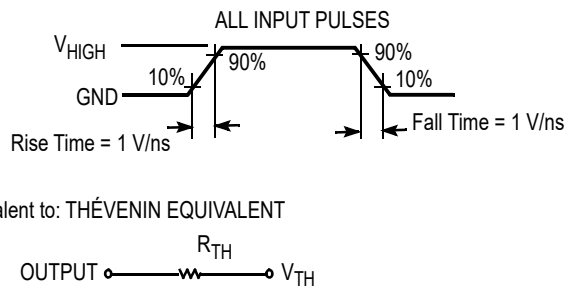 ALL INPUT PULSES
VHIGH
90%
90%
10%
10%
GND
Rise Time = 1 V/ns
Fall Time = 1 V/ns
alent to: THÉVENIN EQUIVALENT
RTH
OUTPUT
VTH